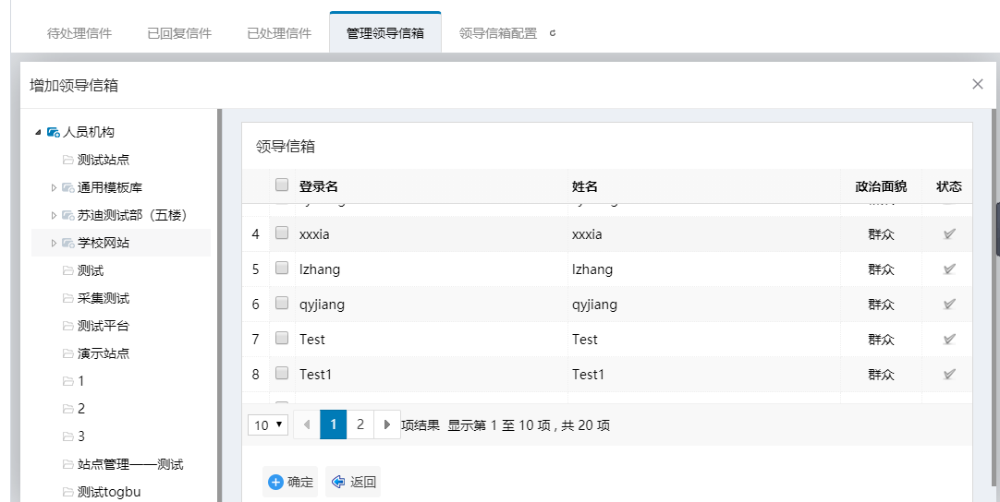 待处理信件 已回复信件 已处理信件 管理领导信箱 领导信箱配置
增加领导信箱
人员机构
测试站点
通用模板库
苏迪测试部（五楼）
学校网站
测试
采集测试
测试平台
演示站点
1
2
3
站点管理——测试
测试togbu
领导信箱
登录名 姓名 政治面貌 状态
4 xxxia xxxia 群众
5 lzhang lzhang 群众
6 qyjiang qyjiang 群众
7 Test Test 群众
8 Test1 Test1 群众
10 1 2 项结果 显示第 1 至 10 项 , 共 20 项
确定 返回